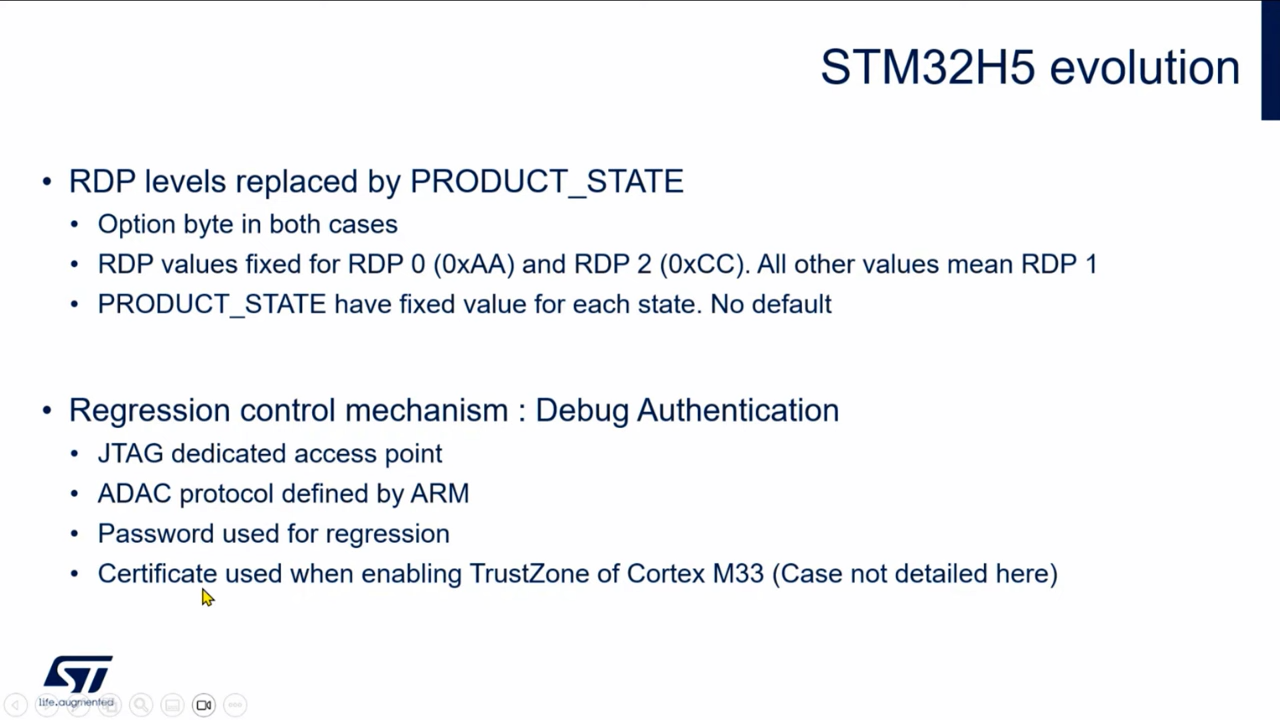 STM32H5 evolution
• RDP levels replaced by PRODUCT_STATE
• Option byte in both cases
• RDP values fixed for RDP 0 (0xAA) and RDP 2 (0xCC). All other values mean RDP 1
• PRODUCT_STATE have fixed value for each state. No default
• Regression control mechanism : Debug Authentication
• JTAG dedicated access point
• ADAC protocol defined by ARM
• Password used for regression
• Certificate used when enabling TrustZone of Cortex M33 (Case not detailed here)
ST
life.augmented